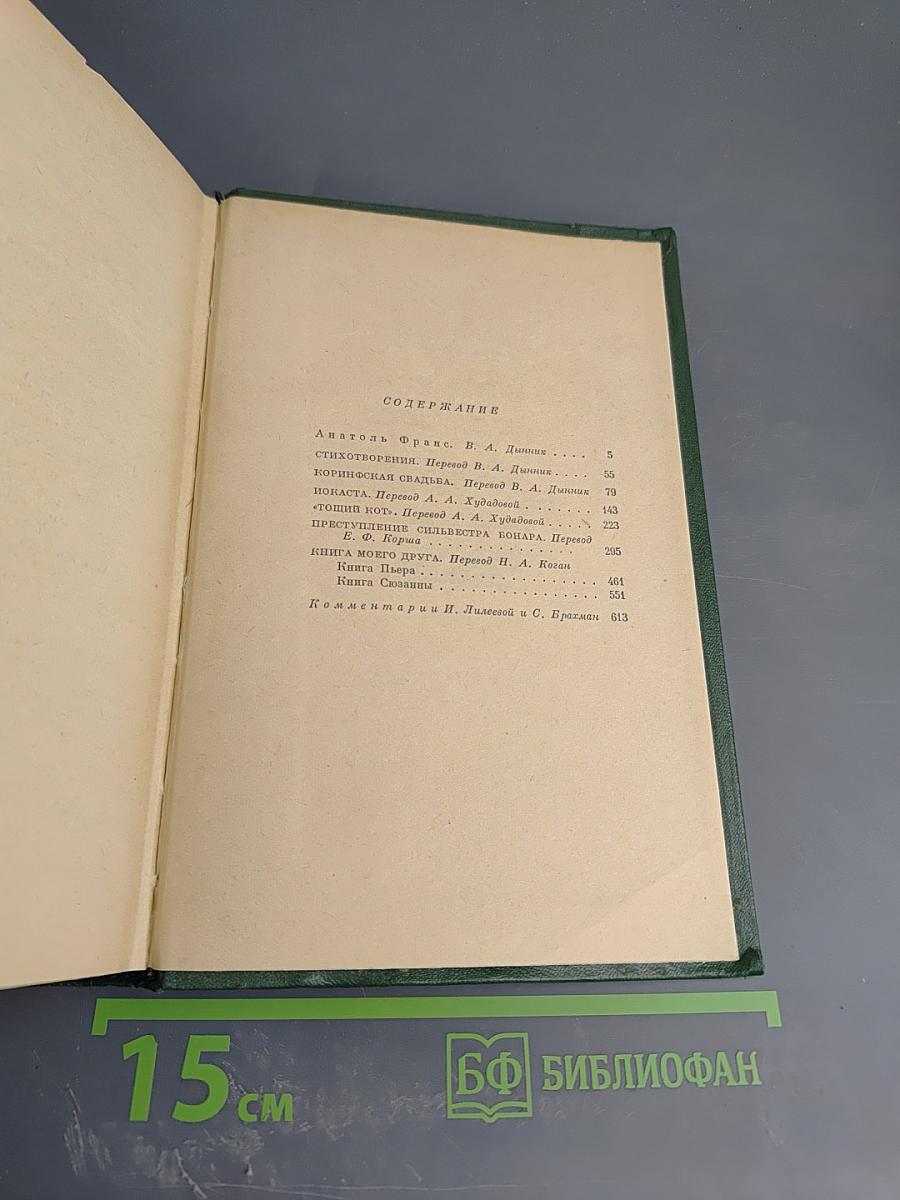 СОДЕРЖАНИЕ
Анатоль Франс. В. А. Дынник . . . . 5
СТИХОТВОРЕНИЯ. Перевод В. А. Дынник . . . . 55
КОРИНФСКАЯ СВАДЬБА. Перевод В. А. Дынник 79
ИОКАСТА. Перевод А. А. Худадовой . . . . . . . . 143
«ТОЩИЙ КОТ». Перевод А. А. Худадовой . . . . . 223
ПРЕСТУПЛЕНИЕ СИЛЬВЕСТРА БОНАРА. Перевод
Е. Ф. Корша . . . . . . . . . . . . . . . . 295
КНИГА МОЕГО ДРУГА. Перевод Н. А. Коган
Книга Пьера . . . . . . . . . . . . . . . . . . 461
Книга Сюзанны . . . . . . . . . . . . . . . . 551
Комментарии И. Лилеевой и С. Брахман 613
15 см
БФ БИБЛИОФАН